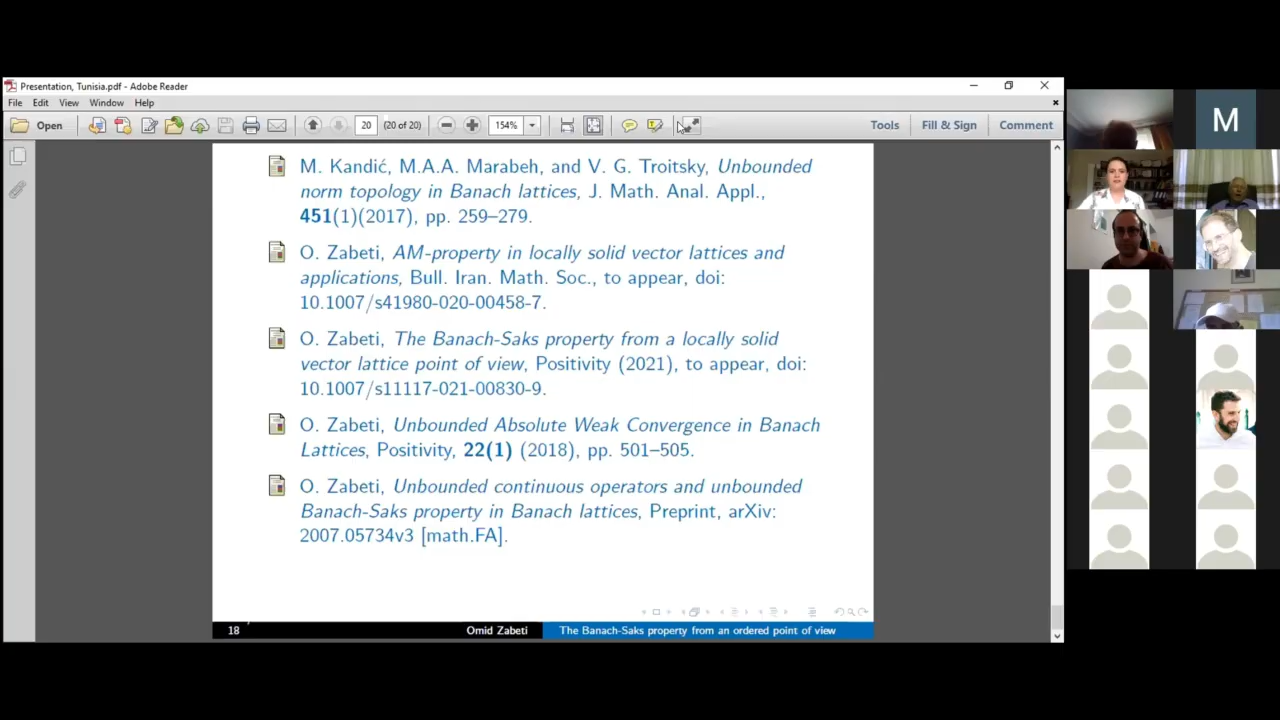 Presentation, Tunisia.pdf - Adobe Reader
File Edit View Window Help
Open 20 (20 of 20) 154% Tools Fill & Sign Comment
M
M. Kandić, M.A.A. Marabeh, and V. G. Troitsky, Unbounded
norm topology in Banach lattices, J. Math. Anal. Appl.,
451(1)(2017), pp. 259–279.
O. Zabeti, AM-property in locally solid vector lattices and
applications, Bull. Iran. Math. Soc., to appear, doi:
10.1007/s41980-020-00458-7.
O. Zabeti, The Banach-Saks property from a locally solid
vector lattice point of view, Positivity (2021), to appear, doi:
10.1007/s11117-021-00830-9.
O. Zabeti, Unbounded Absolute Weak Convergence in Banach
Lattices, Positivity, 22(1) (2018), pp. 501–505.
O. Zabeti, Unbounded continuous operators and unbounded
Banach-Saks property in Banach lattices, Preprint, arXiv:
2007.05734v3 [math.FA].
18 Omid Zabeti The Banach-Saks property from an ordered point of view